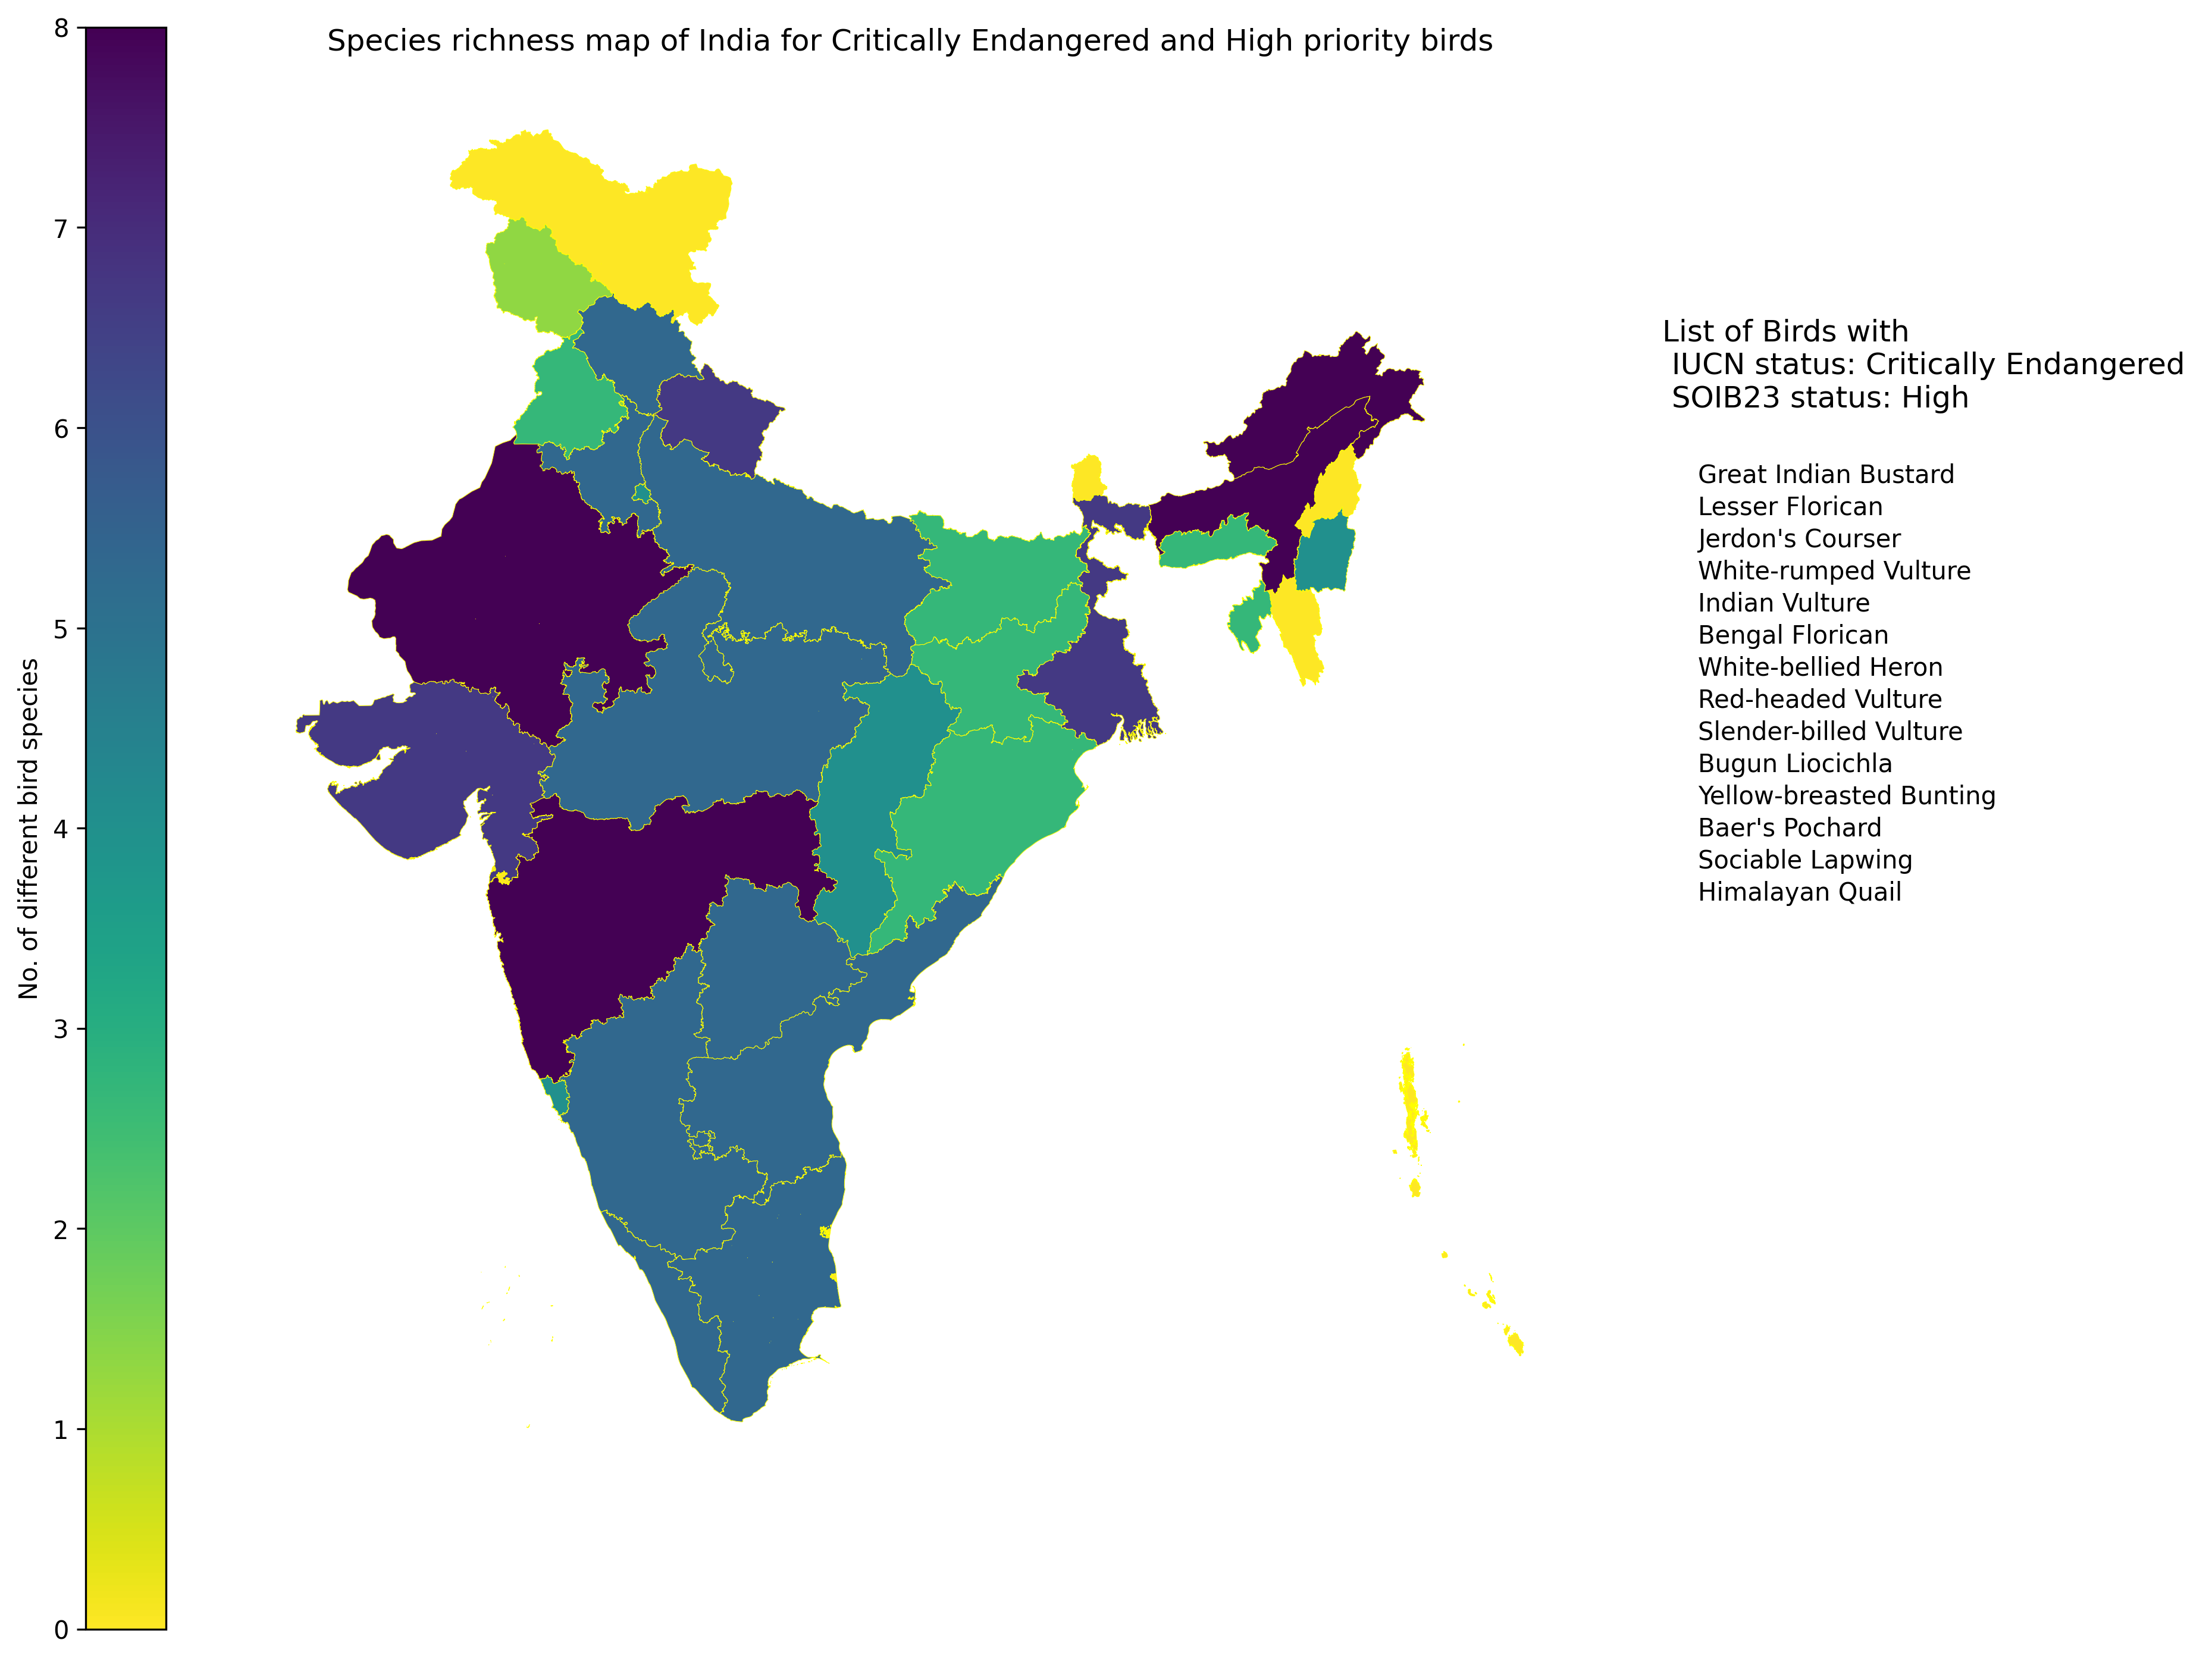 Species richness map of India for Critically Endangered and High priority birds
8
7
6
5
4
3
2
1
0
No. of different bird species
List of Birds with
IUCN status: Critically Endangered
SOIB23 status: High
Great Indian Bustard
Lesser Florican
Jerdon's Courser
White-rumped Vulture
Indian Vulture
Bengal Florican
White-bellied Heron
Red-headed Vulture
Slender-billed Vulture
Bugun Liocichla
Yellow-breasted Bunting
Baer's Pochard
Sociable Lapwing
Himalayan Quail